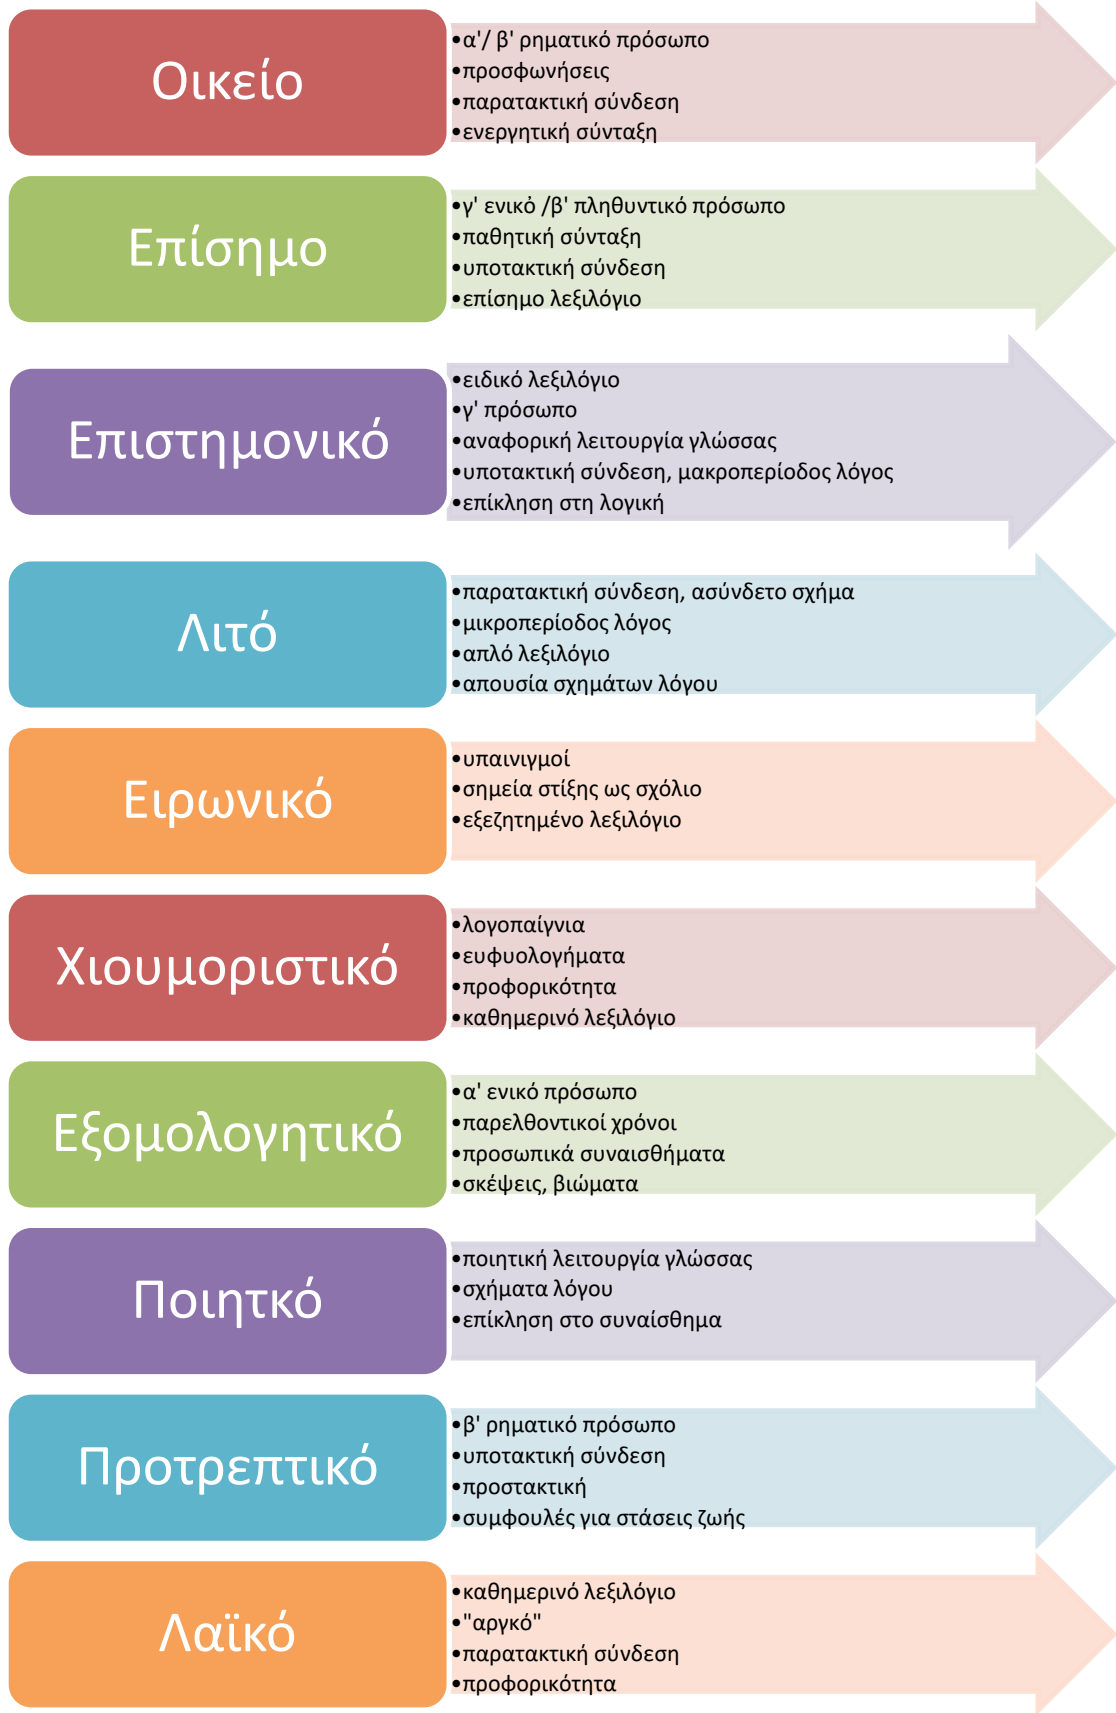 Οικείο
•α'/ β' ρηματικό πρόσωπο
•προσφωνήσεις
•παρατακτική σύνδεση
•ενεργητική σύνταξη
Επίσημο
•γ' ενικό /β' πληθυντικό πρόσωπο
•παθητική σύνταξη
•υποτακτική σύνδεση
•επίσημο λεξιλόγιο
Επιστημονικό
•ειδικό λεξιλόγιο
•γ' πρόσωπο
•αναφορική λειτουργία γλώσσας
•υποτακτική σύνδεση, μακροπερίοδος λόγος
•επίκληση στη λογική
Λιτό
•παρατακτική σύνδεση, ασύνδετο σχήμα
•μικροπερίοδος λόγος
•απλό λεξιλόγιο
•απουσία σχημάτων λόγου
Ειρωνικό
•υπαινιγμοί
•σημεία στίξης ως σχόλιο
•εξεζητημένο λεξιλόγιο
Χιουμοριστικό
•λογοπαίγνια
•ευφυολογήματα
•προφορικότητα
•καθημερινό λεξιλόγιο
Εξομολογητικό
•α' ενικό πρόσωπο
•παρελθοντικοί χρόνοι
•προσωπικά συναισθήματα
•σκέψεις, βιώματα
Ποιητκό
•ποιητική λειτουργία γλώσσας
•σχήματα λόγου
•επίκληση στο συναίσθημα
Προτρεπτικό
•β' ρηματικό πρόσωπο
•υποτακτική σύνδεση
•προστακτική
•συμφουλές για στάσεις ζωής
Λαϊκό
•καθημερινό λεξιλόγιο
•"αργκό"
•παρατακτική σύνδεση
•προφορικότητα